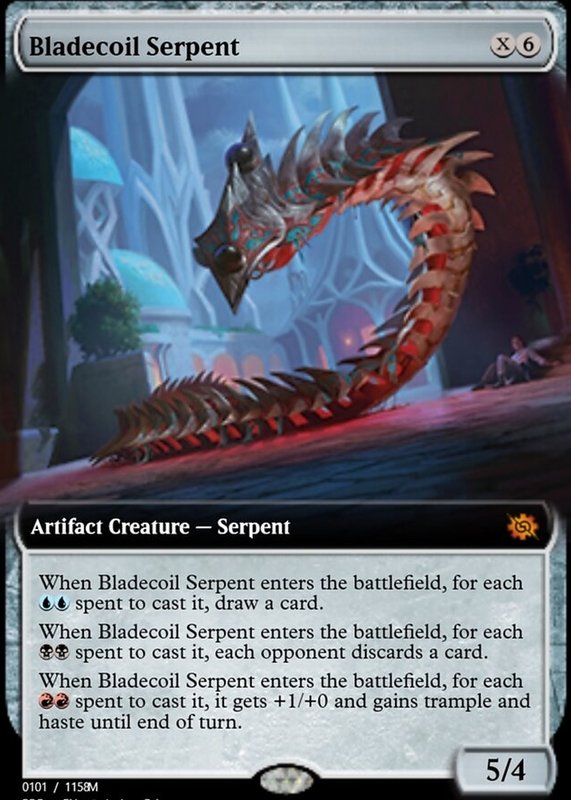 Bladecoil Serpent X 6
Artifact Creature — Serpent
When Bladecoil Serpent enters the battlefield, for each
spent to cast it, draw a card.
When Bladecoil Serpent enters the battlefield, for each
spent to cast it, each opponent discards a card.
When Bladecoil Serpent enters the battlefield, for each
spent to cast it, it gets +1/+0 and gains trample and
haste until end of turn.
5/4
0101 / 1158M